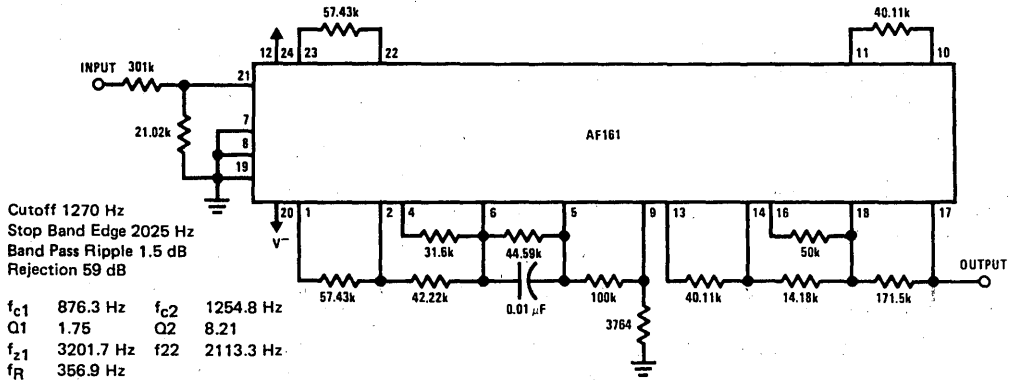 57.43k
40.11k
12 24 23 22 11 10
INPUT 301k
21
7
21.02k
8
AF161
19
20 1 2 4 6 5 9 13 14 16 18 17
V−
Cutoff 1270 Hz
Stop Band Edge 2025 Hz
Band Pass Ripple 1.5 dB
Rejection 59 dB
31.6k 44.59k 50k
OUTPUT
57.43k 42.22k 0.01 µF 100k 40.11k 14.18k 171.5k
3764
fc1 876.3 Hz fc2 1254.8 Hz
Q1 1.75 Q2 8.21
fz1 3201.7 Hz f22 2113.3 Hz
fR 356.9 Hz